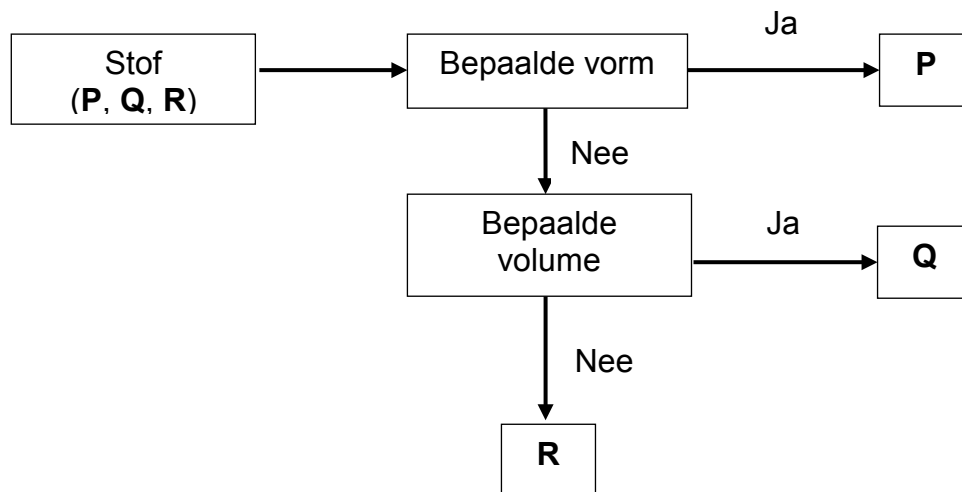 Stof
(P, Q, R)
Bepaalde vorm
Ja
P
Nee
Bepaalde
volume
Ja
Q
Nee
R